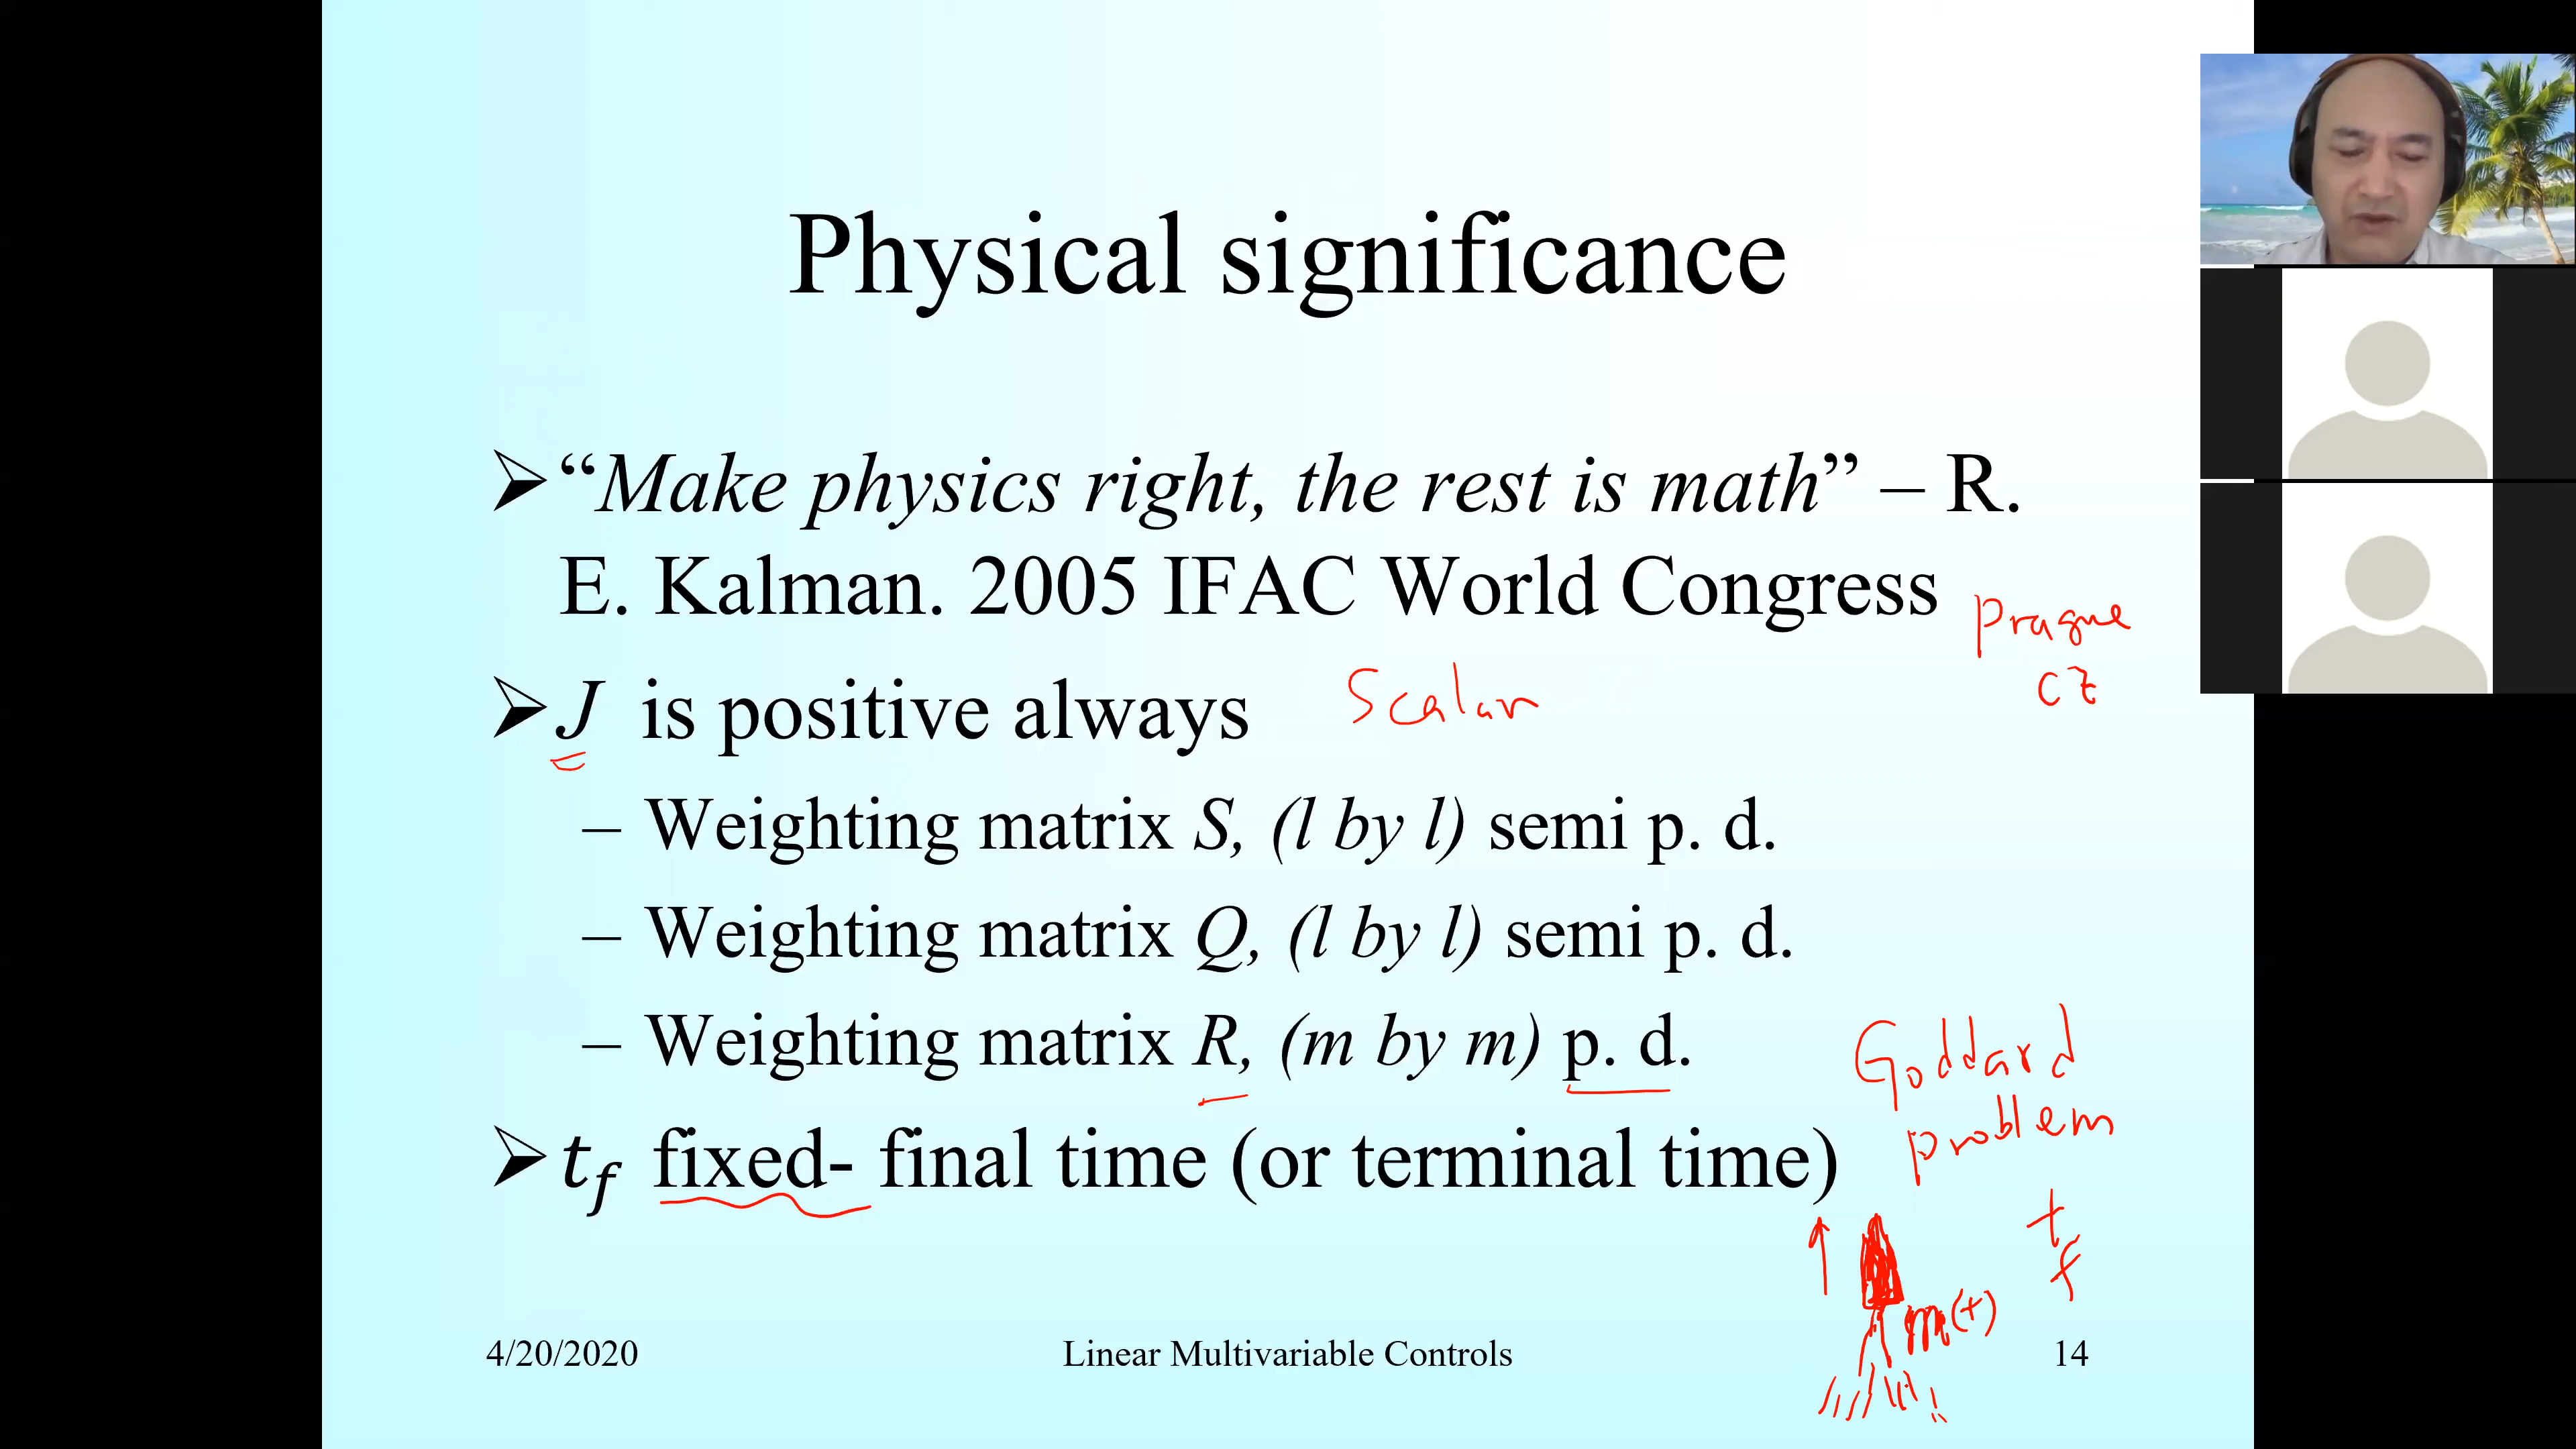 Physical significance
➢“Make physics right, the rest is math” – R.
E. Kalman. 2005 IFAC World Congress
Prague
CZ
➢J is positive always
Scalar
– Weighting matrix S, (l by l) semi p. d.
– Weighting matrix Q, (l by l) semi p. d.
– Weighting matrix R, (m by m) p. d.
Goddard
problem
➢t_f fixed- final time (or terminal time)
t_f
m(t)
4/20/2020
Linear Multivariable Controls
14